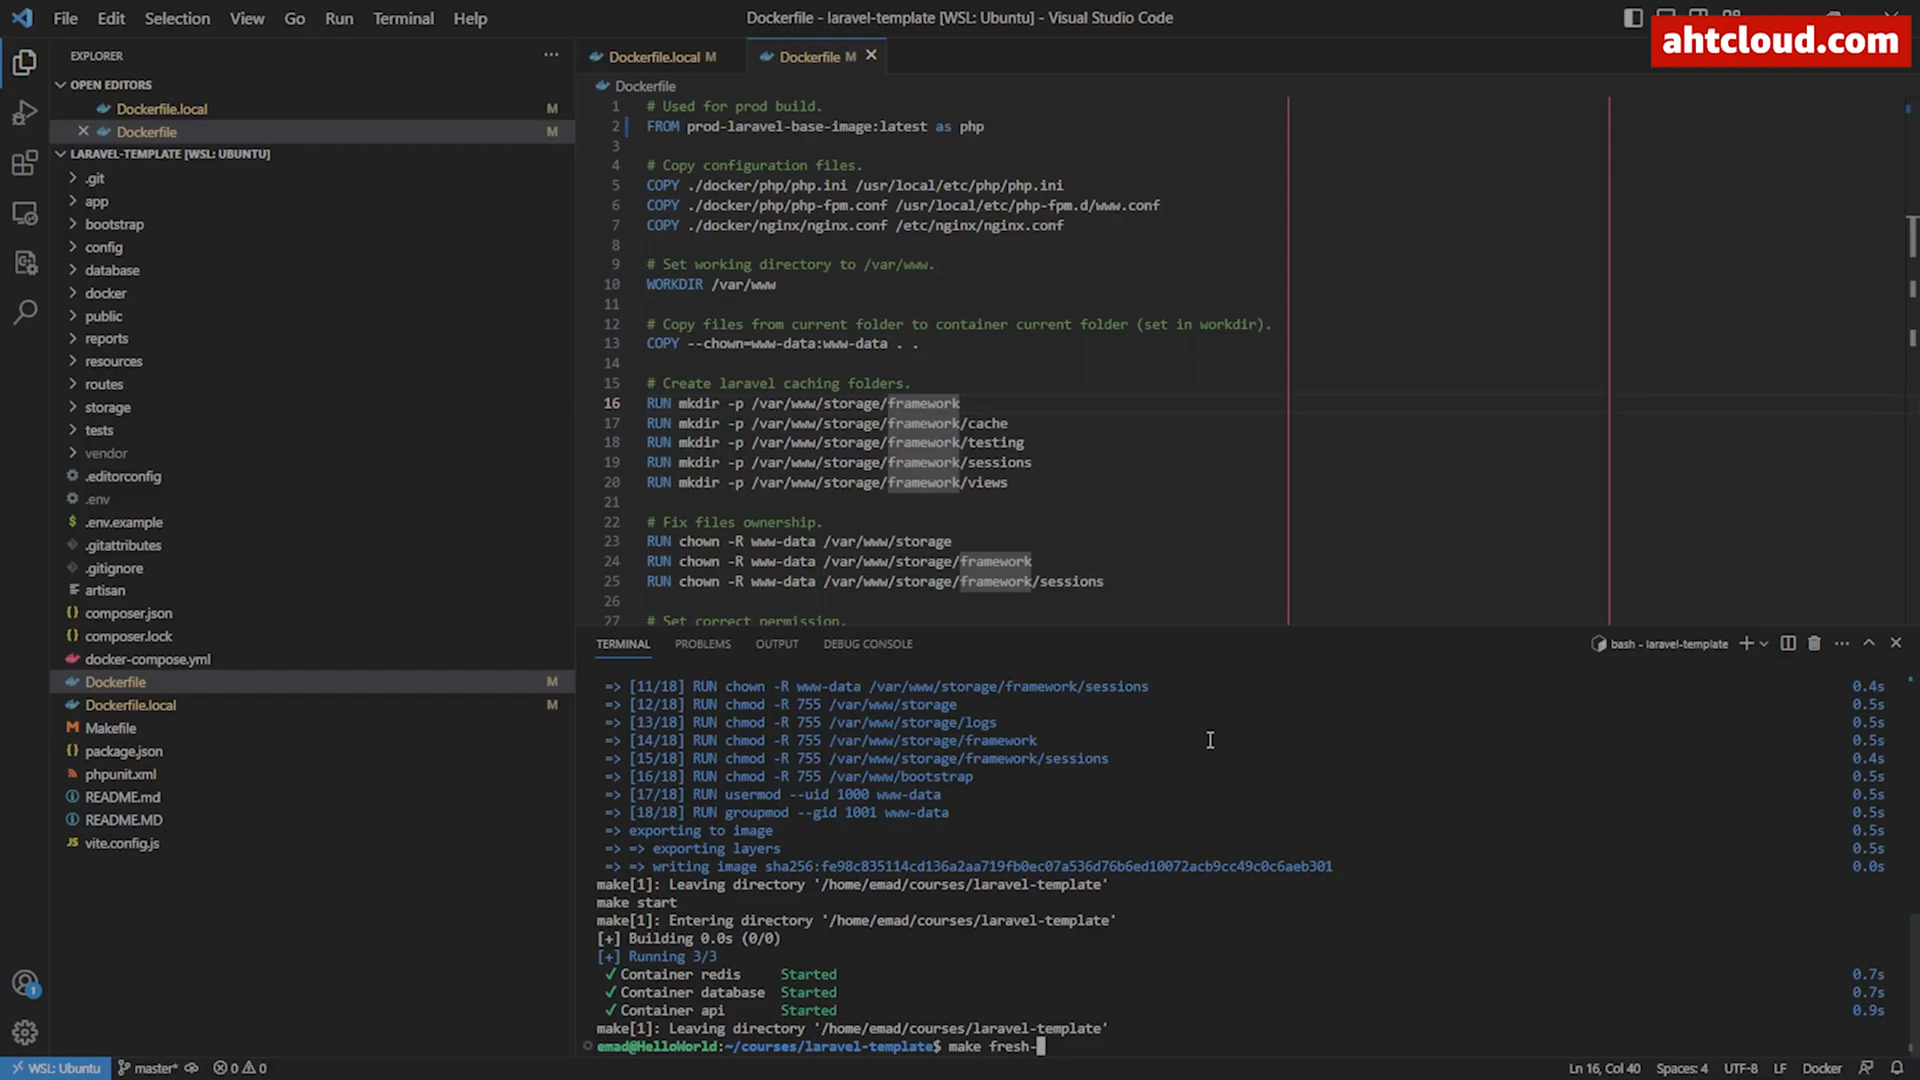 File Edit Selection View Go Run Terminal Help
Dockerfile - laravel-template [WSL: Ubuntu] - Visual Studio Code
ahtcloud.com
EXPLORER
OPEN EDITORS
Dockerfile.local M
Dockerfile M
LARAVEL-TEMPLATE [WSL: UBUNTU]
.git
app
bootstrap
config
database
docker
public
reports
resources
routes
storage
tests
vendor
.editorconfig
.env
.env.example
.gitattributes
.gitignore
artisan
composer.json
composer.lock
docker-compose.yml
Dockerfile M
Dockerfile.local M
Makefile
package.json
phpunit.xml
README.md
README.MD
vite.config.js
Dockerfile.local M
Dockerfile M
Dockerfile
1 # Used for prod build.
2 FROM prod-laravel-base-image:latest as php
3
4 # Copy configuration files.
5 COPY ./docker/php/php.ini /usr/local/etc/php/php.ini
6 COPY ./docker/php/php-fpm.conf /usr/local/etc/php-fpm.d/www.conf
7 COPY ./docker/nginx/nginx.conf /etc/nginx/nginx.conf
8
9 # Set working directory to /var/www.
10 WORKDIR /var/www
11
12 # Copy files from current folder to container current folder (set in workdir).
13 COPY --chown=www-data:www-data . .
14
15 # Create laravel caching folders.
16 RUN mkdir -p /var/www/storage/framework
17 RUN mkdir -p /var/www/storage/framework/cache
18 RUN mkdir -p /var/www/storage/framework/testing
19 RUN mkdir -p /var/www/storage/framework/sessions
20 RUN mkdir -p /var/www/storage/framework/views
21
22 # Fix files ownership.
23 RUN chown -R www-data /var/www/storage
24 RUN chown -R www-data /var/www/storage/framework
25 RUN chown -R www-data /var/www/storage/framework/sessions
26
27 # Set correct permission.
TERMINAL PROBLEMS OUTPUT DEBUG CONSOLE
bash - laravel-template
=> [11/18] RUN chown -R www-data /var/www/storage/framework/sessions 0.4s
=> [12/18] RUN chmod -R 755 /var/www/storage 0.5s
=> [13/18] RUN chmod -R 755 /var/www/storage/logs 0.5s
=> [14/18] RUN chmod -R 755 /var/www/storage/framework 0.5s
=> [15/18] RUN chmod -R 755 /var/www/storage/framework/sessions 0.4s
=> [16/18] RUN chmod -R 755 /var/www/bootstrap 0.5s
=> [17/18] RUN usermod --uid 1000 www-data 0.5s
=> [18/18] RUN groupmod --gid 1001 www-data 0.5s
=> exporting to image 0.5s
=> => exporting layers 0.5s
=> => writing image sha256:fe98c835114cd136a2aa719fb0ec07a536d76b6ed10072acb9cc49c0c6aeb301 0.0s
make[1]: Leaving directory '/home/emad/courses/laravel-template'
make start
make[1]: Entering directory '/home/emad/courses/laravel-template'
[+] Building 0.0s (0/0)
[+] Running 3/3
✓Container redis Started 0.7s
✓Container database Started 0.7s
✓Container api Started 0.9s
make[1]: Leaving directory '/home/emad/courses/laravel-template'
emad@HelloWorld:~/courses/laravel-template$ make fresh-
1
WSL: Ubuntu master* 0 0
Ln 16, Col 40 Spaces: 4 UTF-8 LF Docker